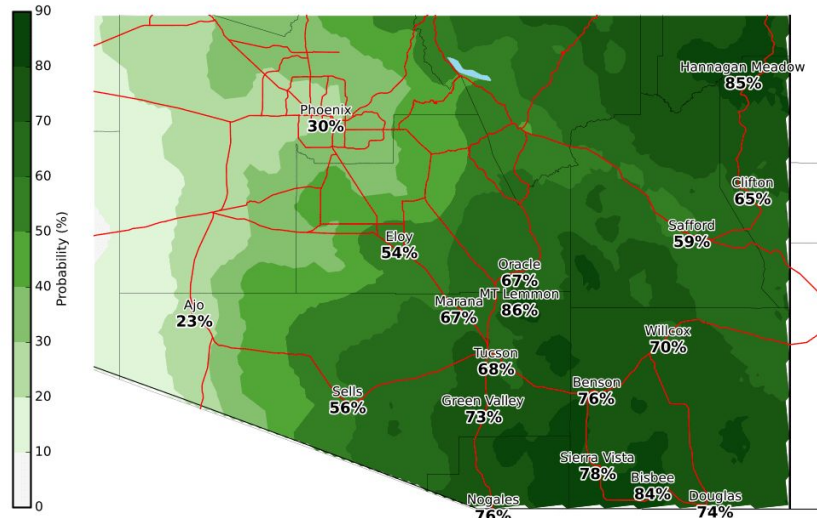 90
80
70
60
50
40
30
20
10
0
Probability (%)
Hannagan Meadow
85%
Phoenix
30%
Clifton
65%
Safford
59%
Eloy
54%
Oracle
67%
MT Lemmon
86%
Marana
67%
Ajo
23%
Willcox
70%
Tucson
68%
Benson
76%
Sells
56%
Green Valley
73%
Sierra Vista
78%
Bisbee
84%
Douglas
74%
Nogales
76%